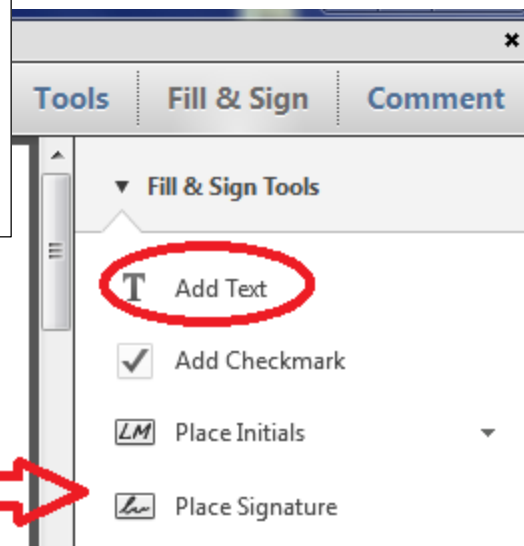 Tools Fill & Sign Comment
Fill & Sign Tools
T Add Text
Add Checkmark
LM Place Initials
Place Signature